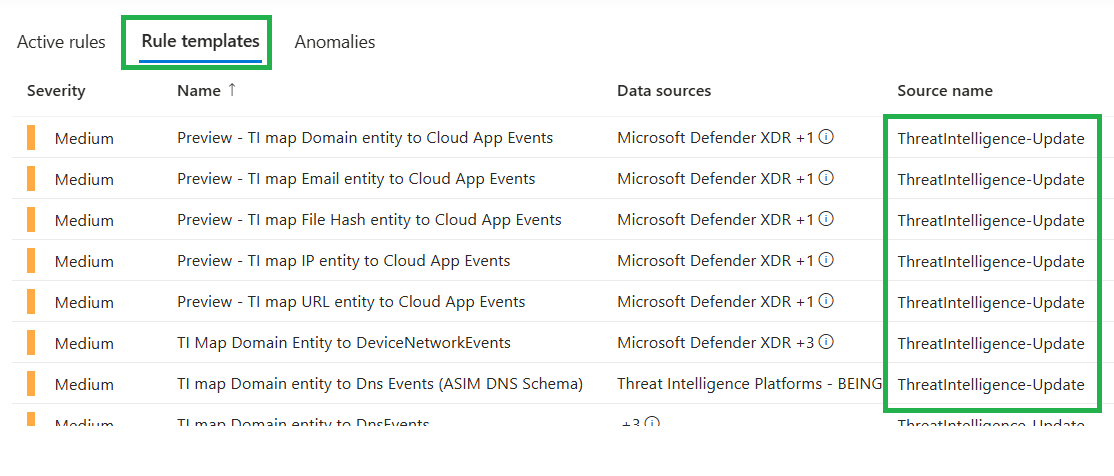 Active rules Rule templates Anomalies
Severity Name ↑ Data sources Source name
Medium Preview - TI map Domain entity to Cloud App Events Microsoft Defender XDR +1 ThreatIntelligence-Update
Medium Preview - TI map Email entity to Cloud App Events Microsoft Defender XDR +1 ThreatIntelligence-Update
Medium Preview - TI map File Hash entity to Cloud App Events Microsoft Defender XDR +1 ThreatIntelligence-Update
Medium Preview - TI map IP entity to Cloud App Events Microsoft Defender XDR +1 ThreatIntelligence-Update
Medium Preview - TI map URL entity to Cloud App Events Microsoft Defender XDR +1 ThreatIntelligence-Update
Medium TI Map Domain Entity to DeviceNetworkEvents Microsoft Defender XDR +3 ThreatIntelligence-Update
Medium TI map Domain entity to Dns Events (ASIM DNS Schema) Threat Intelligence Platforms - BEING ThreatIntelligence-Update
Medium TI map Domain entity to DnsEvents +3 ThreatIntelligence-Update